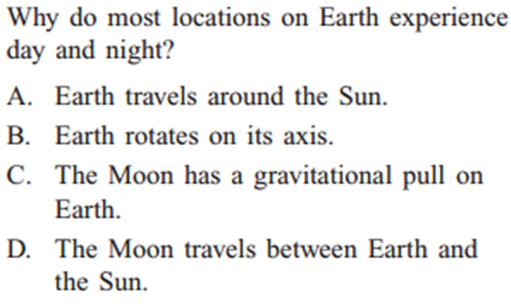 Why do most locations on Earth experience
day and night?
A. Earth travels around the Sun.
B. Earth rotates on its axis.
C. The Moon has a gravitational pull on
Earth.
D. The Moon travels between Earth and
the Sun.